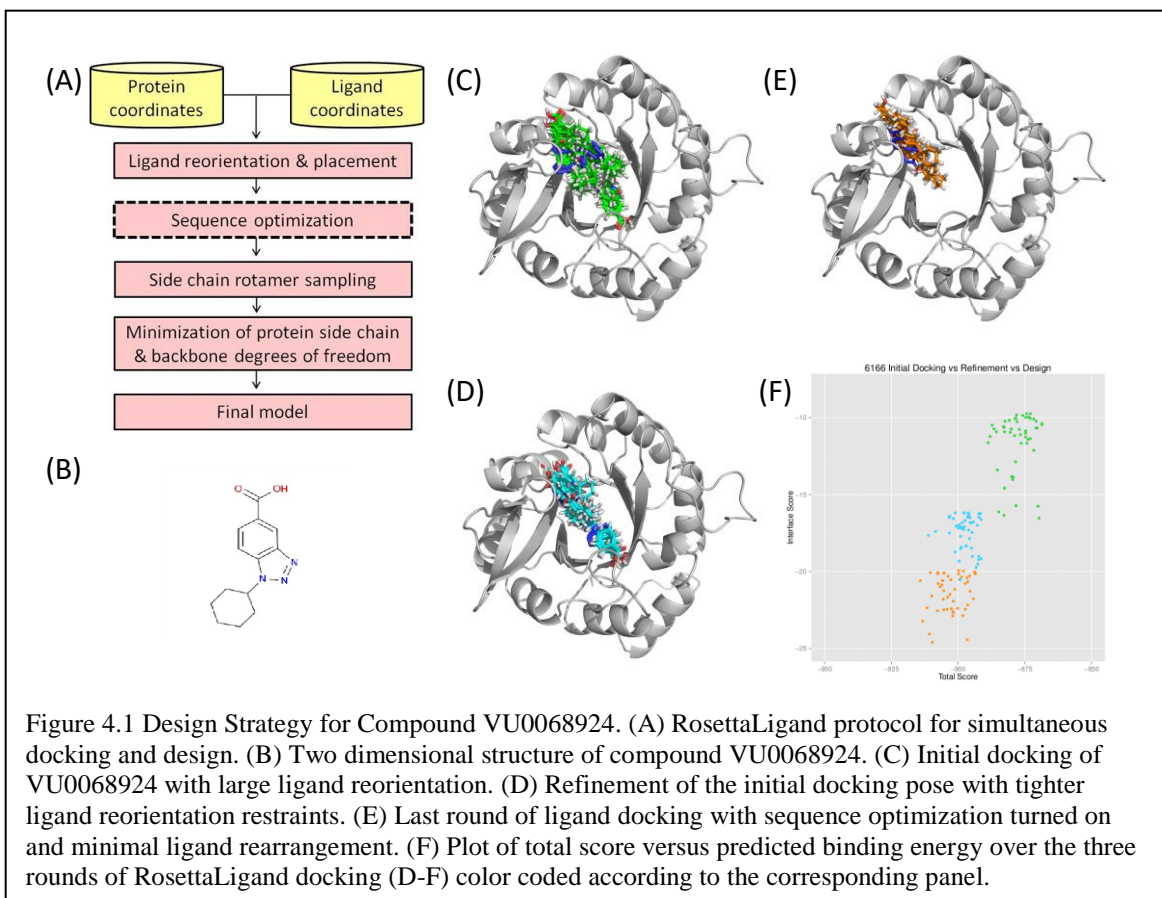 (A)
Protein
coordinates
Ligand
coordinates
Ligand reorientation & placement
Sequence optimization
Side chain rotamer sampling
Minimization of protein side chain
& backbone degrees of freedom
Final model
(B)
O
OH
N
N
N
(C)
(D)
(E)
(F)
6166 Initial Docking vs Refinement vs Design
Interface Score
−10
−15
−20
−25
−950
−925
−900
−875
−850
Total Score
Figure 4.1 Design Strategy for Compound VU0068924. (A) RosettaLigand protocol for simultaneous
docking and design. (B) Two dimensional structure of compound VU0068924. (C) Initial docking of
VU0068924 with large ligand reorientation. (D) Refinement of the initial docking pose with tighter
ligand reorientation restraints. (E) Last round of ligand docking with sequence optimization turned on
and minimal ligand rearrangement. (F) Plot of total score versus predicted binding energy over the three
rounds of RosettaLigand docking (D-F) color coded according to the corresponding panel.